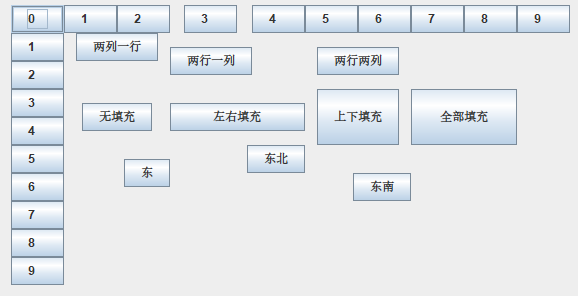 0 1 2 3 4 5 6 7 8 9
1 两列一行
两行一列 两行两列
2
3
无填充 左右填充 上下填充 全部填充
4
5 东北
东
6 东南
7
8
9